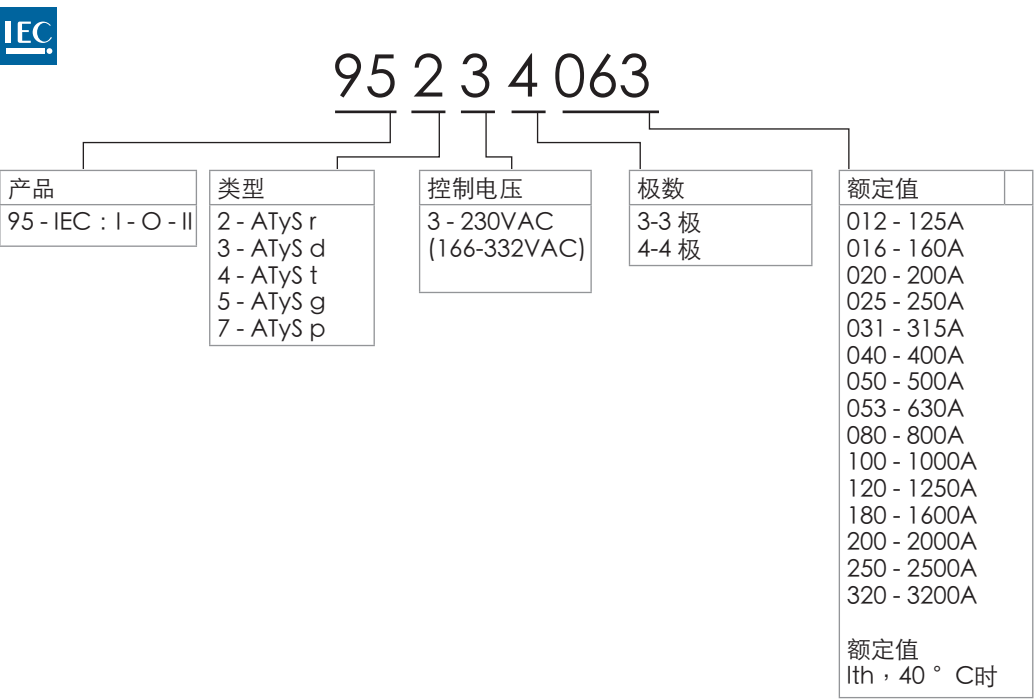 IEC
95 2 3 4 063
产品
95 - IEC : I - O - II
类型
2 - ATyS r
3 - ATyS d
4 - ATyS t
5 - ATyS g
7 - ATyS p
控制电压
3 - 230VAC
(166-332VAC)
极数
3-3 极
4-4 极
额定值
012 - 125A
016 - 160A
020 - 200A
025 - 250A
031 - 315A
040 - 400A
050 - 500A
053 - 630A
080 - 800A
100 - 1000A
120 - 1250A
180 - 1600A
200 - 2000A
250 - 2500A
320 - 3200A
额定值
Ith，40 ° C时